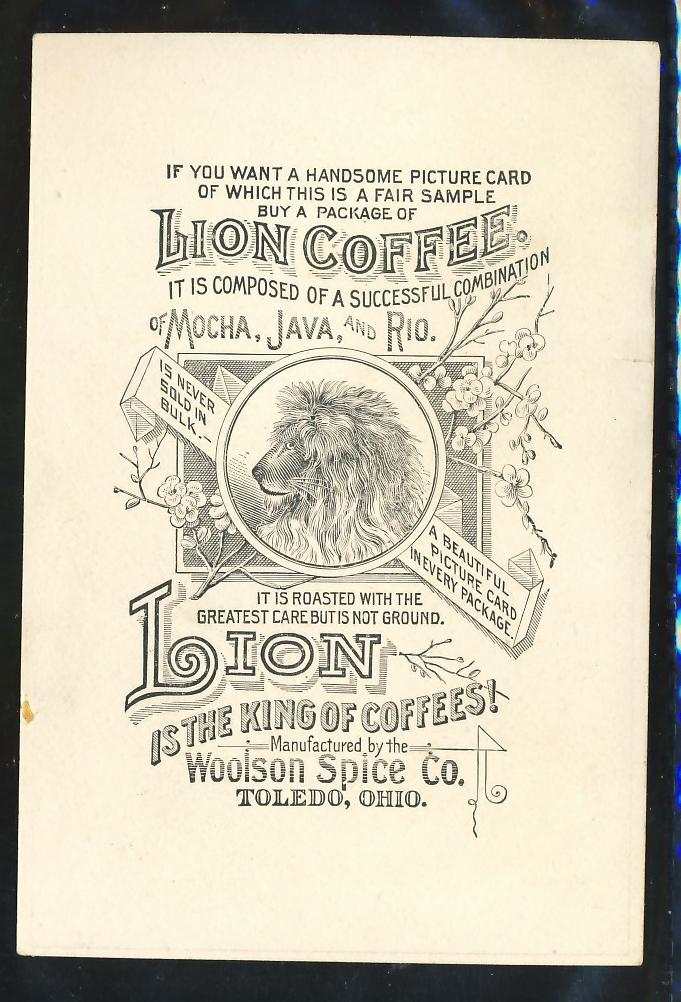 IF YOU WANT A HANDSOME PICTURE CARD
OF WHICH THIS IS A FAIR SAMPLE
BUY A PACKAGE OF
LION COFFEE.
IT IS COMPOSED OF A SUCCESSFUL COMBINATION
OF MOCHA, JAVA, AND RIO.
IS NEVER
SOLD IN
BULK.-
A BEAUTIFUL
PICTURE CARD
IN EVERY PACKAGE.
IT IS ROASTED WITH THE
GREATEST CARE BUT IS NOT GROUND.
LION
IS THE KING OF COFFEES!
Manufactured by the
Woolson Spice Co.
TOLEDO, OHIO.